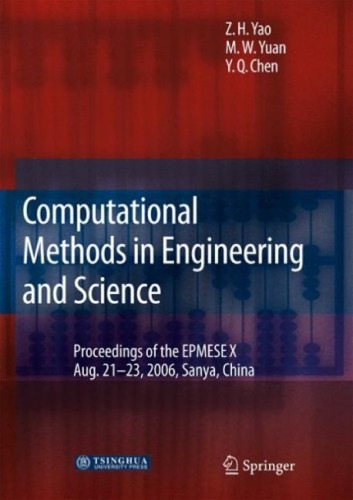 Z. H. Yao
M. W. Yuan
Y. Q. Chen
Computational
Methods in Engineering
and Science
Proceedings of the EPMESE X
Aug. 21–23, 2006, Sanya, China
TSINGHUA
UNIVERSITY PRESS
Springer